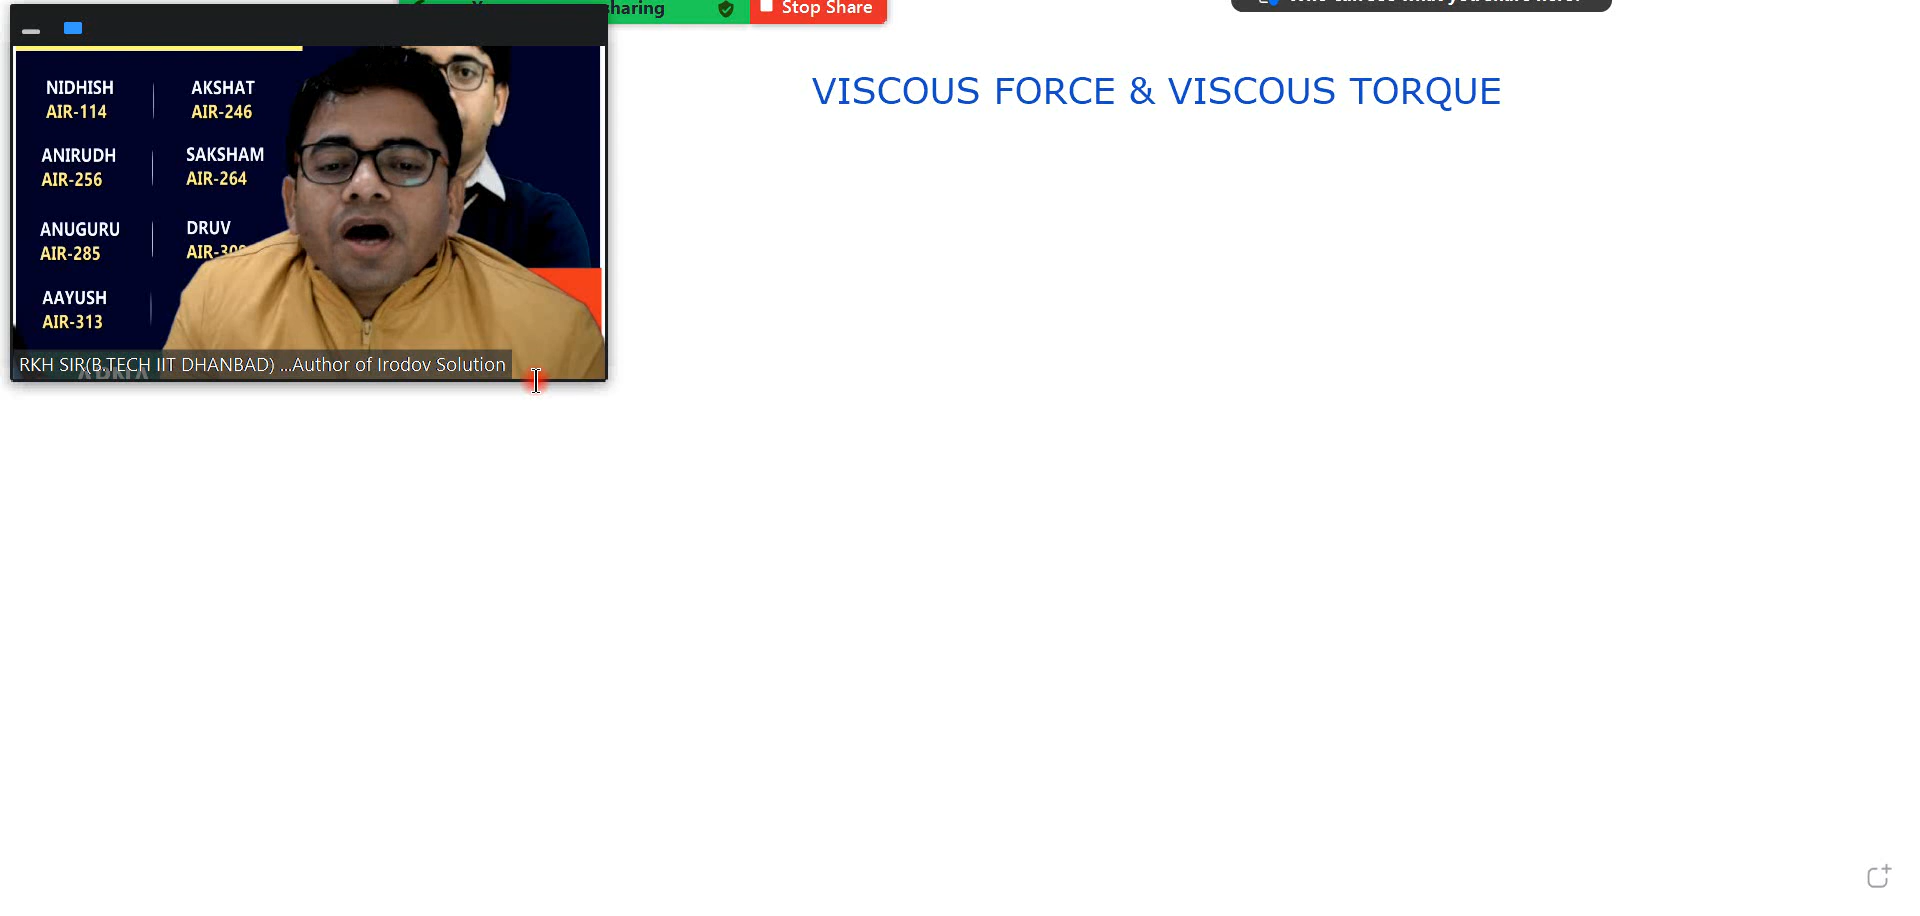 sharing
Stop Share
VISCOUS FORCE & VISCOUS TORQUE
NIDHISH
AIR-114
AKSHAT
AIR-246
ANIRUDH
AIR-256
SAKSHAM
AIR-264
ANUGURU
AIR-285
DRUV
AAYUSH
AIR-313
RKH SIR(B.TECH IIT DHANBAD) ...Author of Irodov Solution